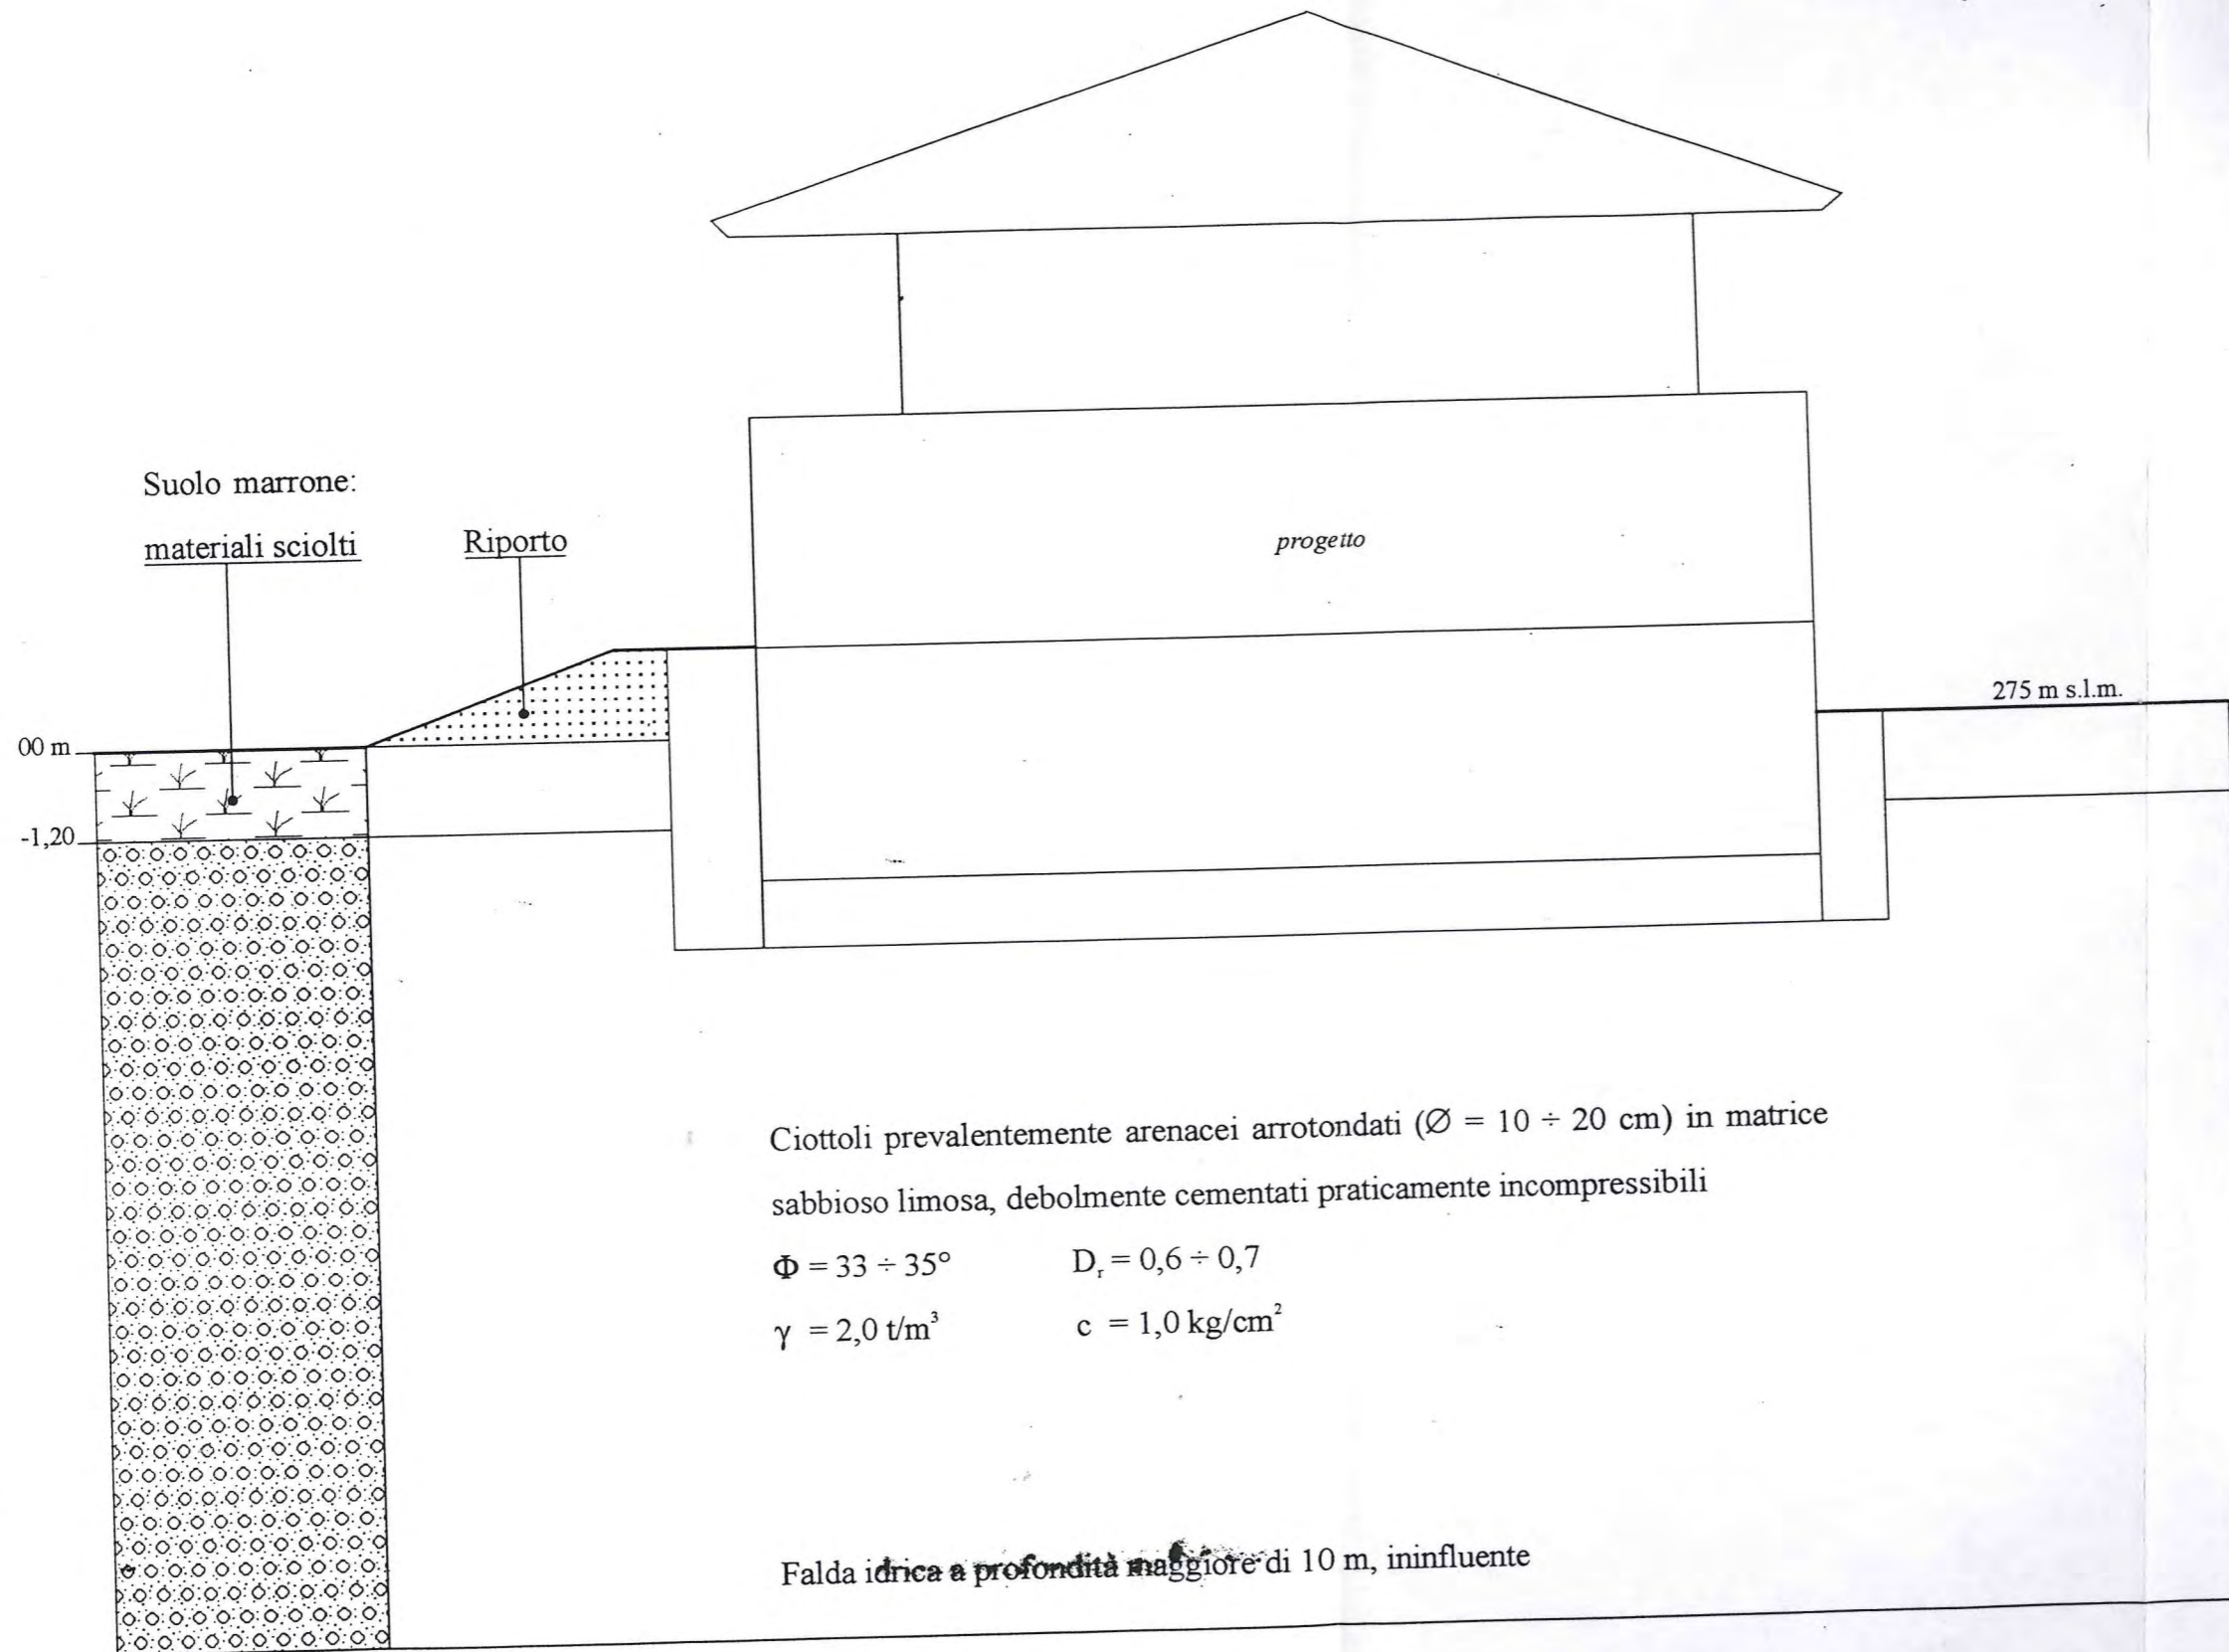 Suolo marrone:
materiali sciolti
Riporto
progetto
275 m s.l.m.
00 m
-1,20
Ciottoli prevalentemente arenacei arrotondati (Ø = 10 ÷ 20 cm) in matrice
sabbioso limosa, debolmente cementati praticamente incompressibili
Φ = 33 ÷ 35° Dᵣ = 0,6 ÷ 0,7
γ = 2,0 t/m³ c = 1,0 kg/cm²
Falda idrica a profondità maggiore di 10 m, ininfluente